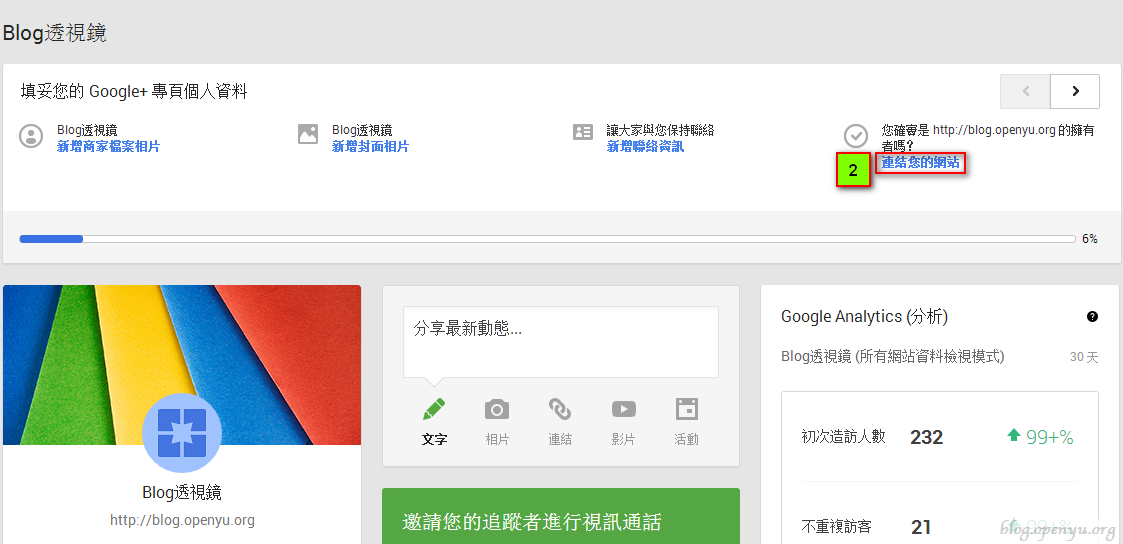 Blog透視鏡
填妥您的 Google+ 專頁個人資料
Blog透視鏡
新增商家檔案相片
Blog透視鏡
新增封面相片
讓大家與您保持聯絡
新增聯絡資訊
您確實是 http://blog.openyu.org 的擁有
者嗎?
連結您的網站
2
6%
Blog透視鏡
http://blog.openyu.org
分享最新動態...
文字
相片
連結
影片
活動
邀請您的追蹤者進行視訊通話
Google Analytics (分析)
Blog透視鏡 (所有網站資料檢視模式)
30 天
初次造訪人數
232
99+%
不重複訪客
21
99+%
blog.openyu.org